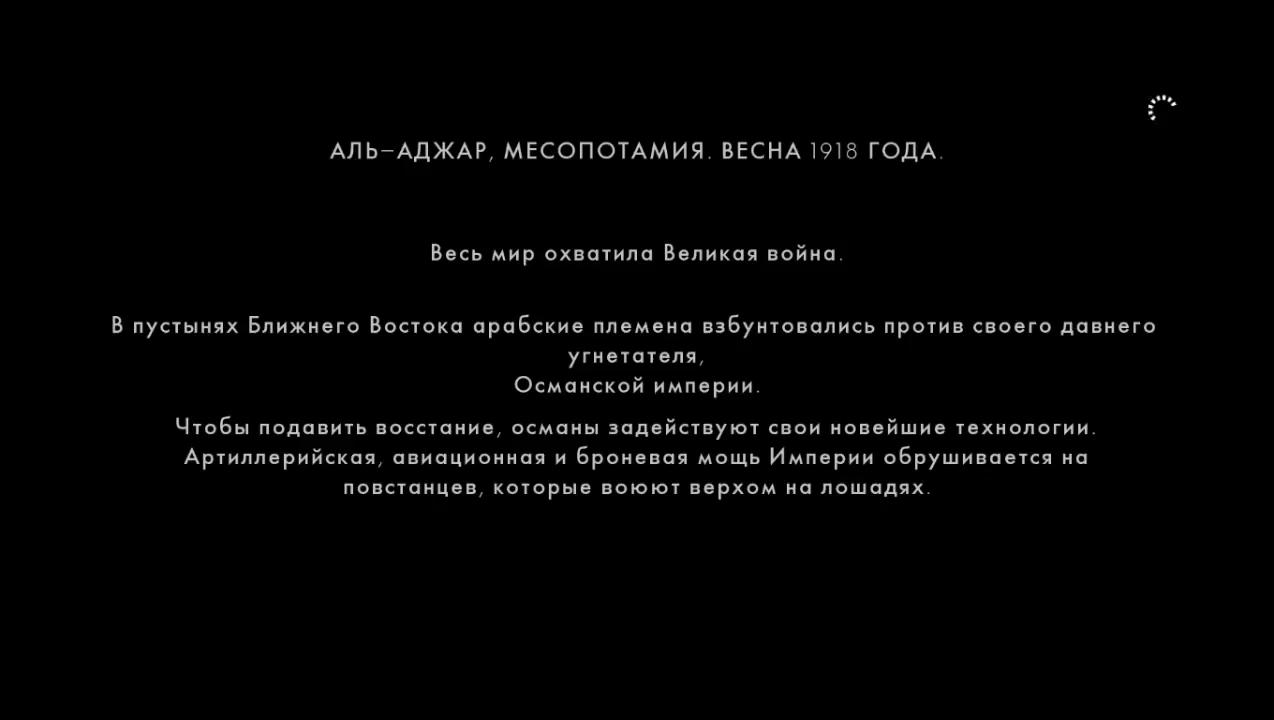 АЛЬ–АДЖАР, МЕСОПОТАМИЯ. ВЕСНА 1918 ГОДА.
Весь мир охватила Великая война.
В пустынях Ближнего Востока арабские племена взбунтовались против своего давнего
угнетателя,
Османской империи.
Чтобы подавить восстание, османы задействуют свои новейшие технологии.
Артиллерийская, авиационная и броневая мощь Империи обрушивается на
повстанцев, которые воюют верхом на лошадях.